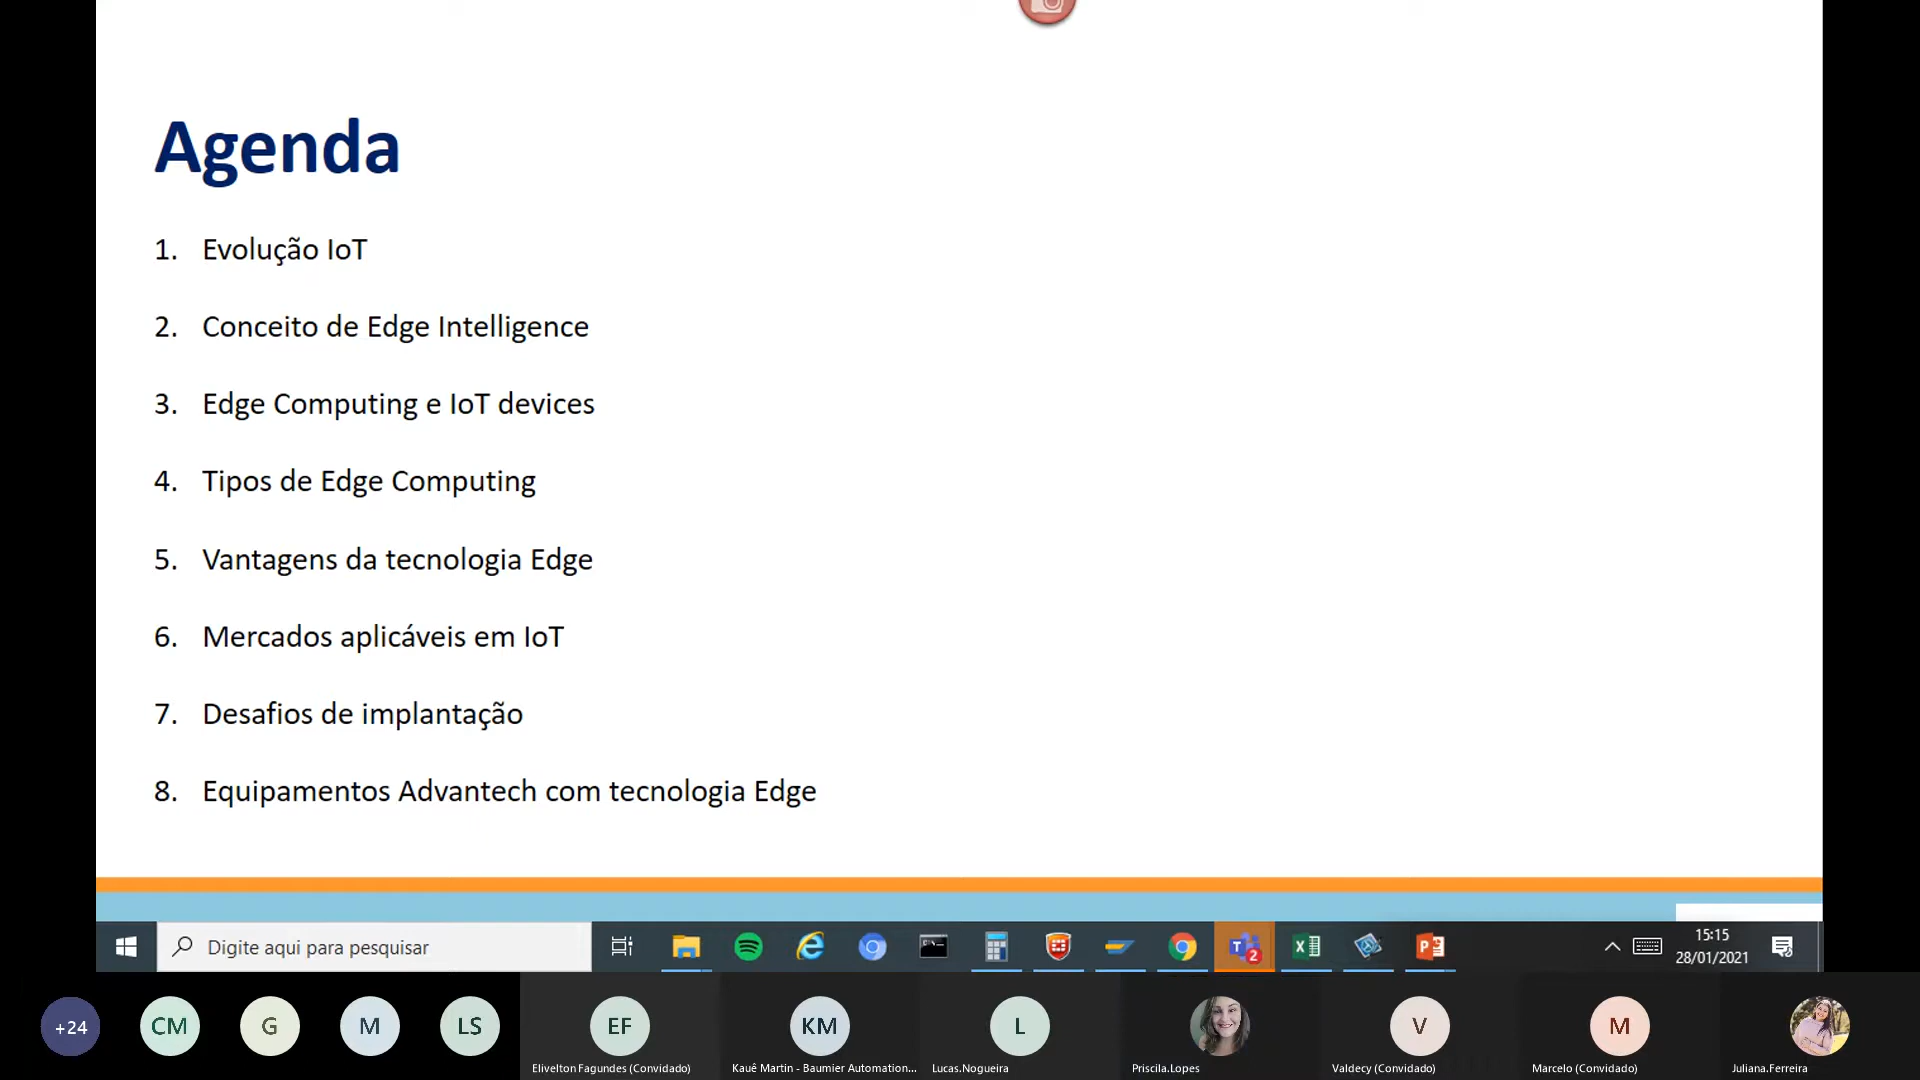 Agenda
1. Evolução IoT
2. Conceito de Edge Intelligence
3. Edge Computing e IoT devices
4. Tipos de Edge Computing
5. Vantagens da tecnologia Edge
6. Mercados aplicáveis em IoT
7. Desafios de implantação
8. Equipamentos Advantech com tecnologia Edge
Digite aqui para pesquisar
2
15:15
28/01/2021
+24 CM G M LS EF KM L V M
Elivelton Fagundes (Convidado) Kauê Martin - Baumier Automation... Lucas.Nogueira Priscila.Lopes Valdecy (Convidado) Marcelo (Convidado) Juliana.Ferreira